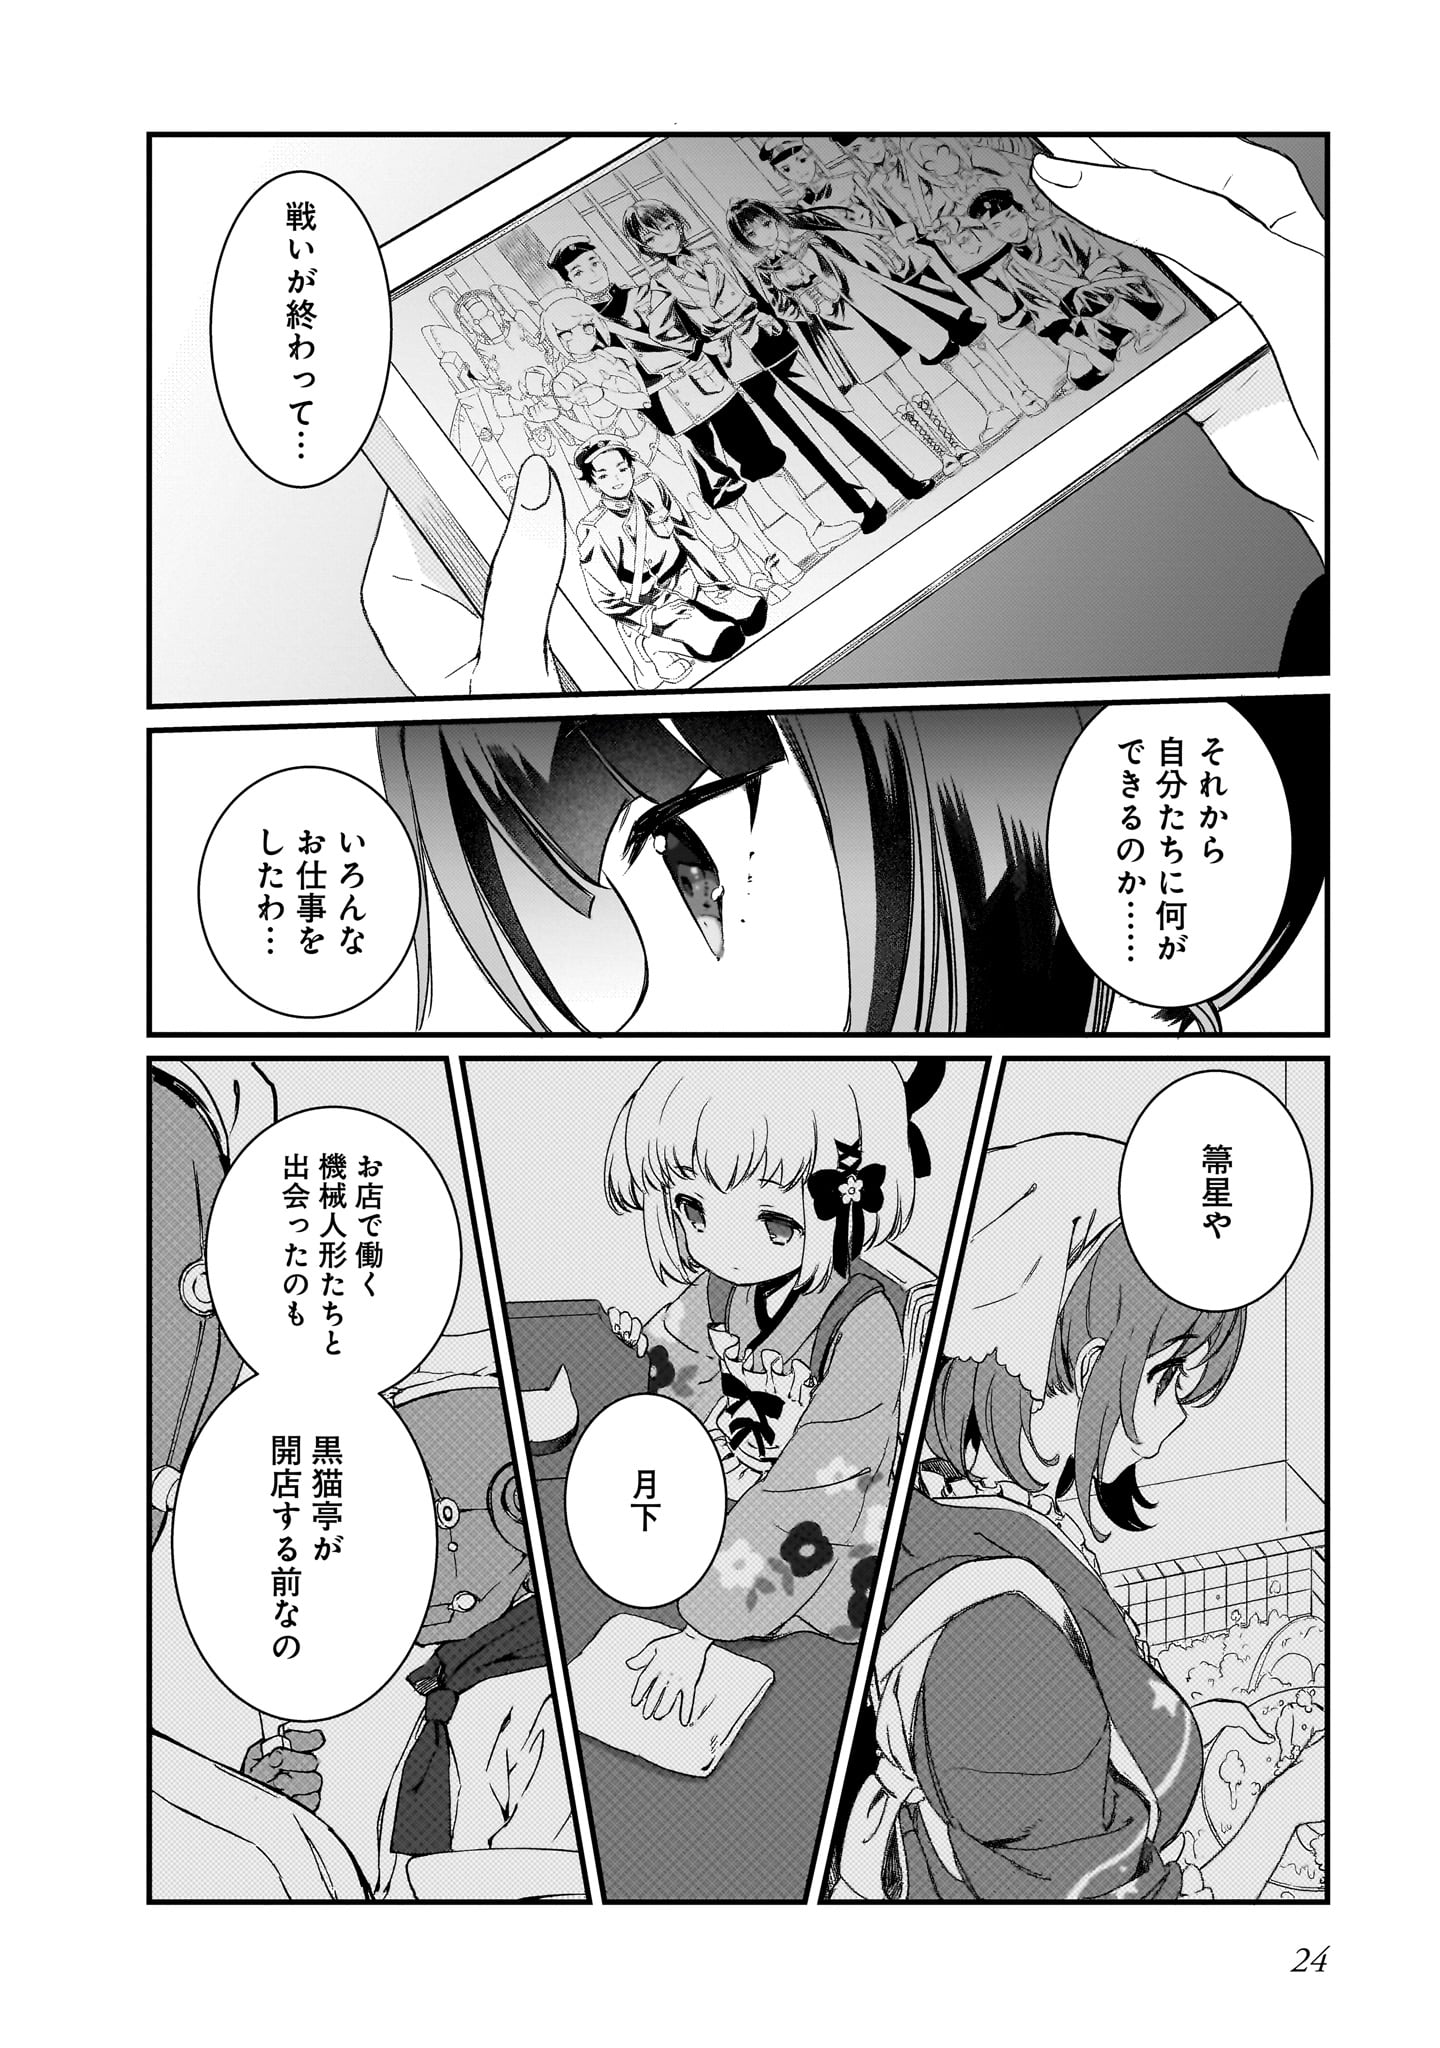 戦いが終わって…
それから
自分たちに何が
できるのか……
いろんな
お仕事を
したわ…
箒星や
月下
お店で働く
機械人形たちと
出会ったのも
黒猫亭が
開店する前なの
24